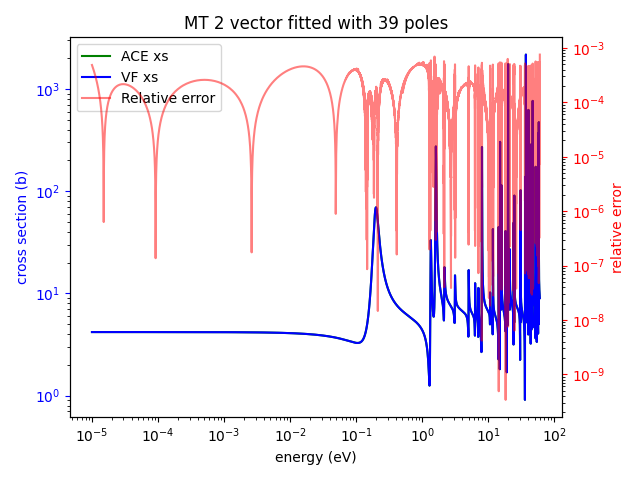 MT 2 vector fitted with 39 poles
ACE xs
VF xs
Relative error
cross section (b)
10³
10²
10¹
10⁰
10⁻³
10⁻⁴
10⁻⁵
10⁻⁶
10⁻⁷
10⁻⁸
10⁻⁹
relative error
10⁻⁵ 10⁻⁴ 10⁻³ 10⁻² 10⁻¹ 10⁰ 10¹ 10²
energy (eV)